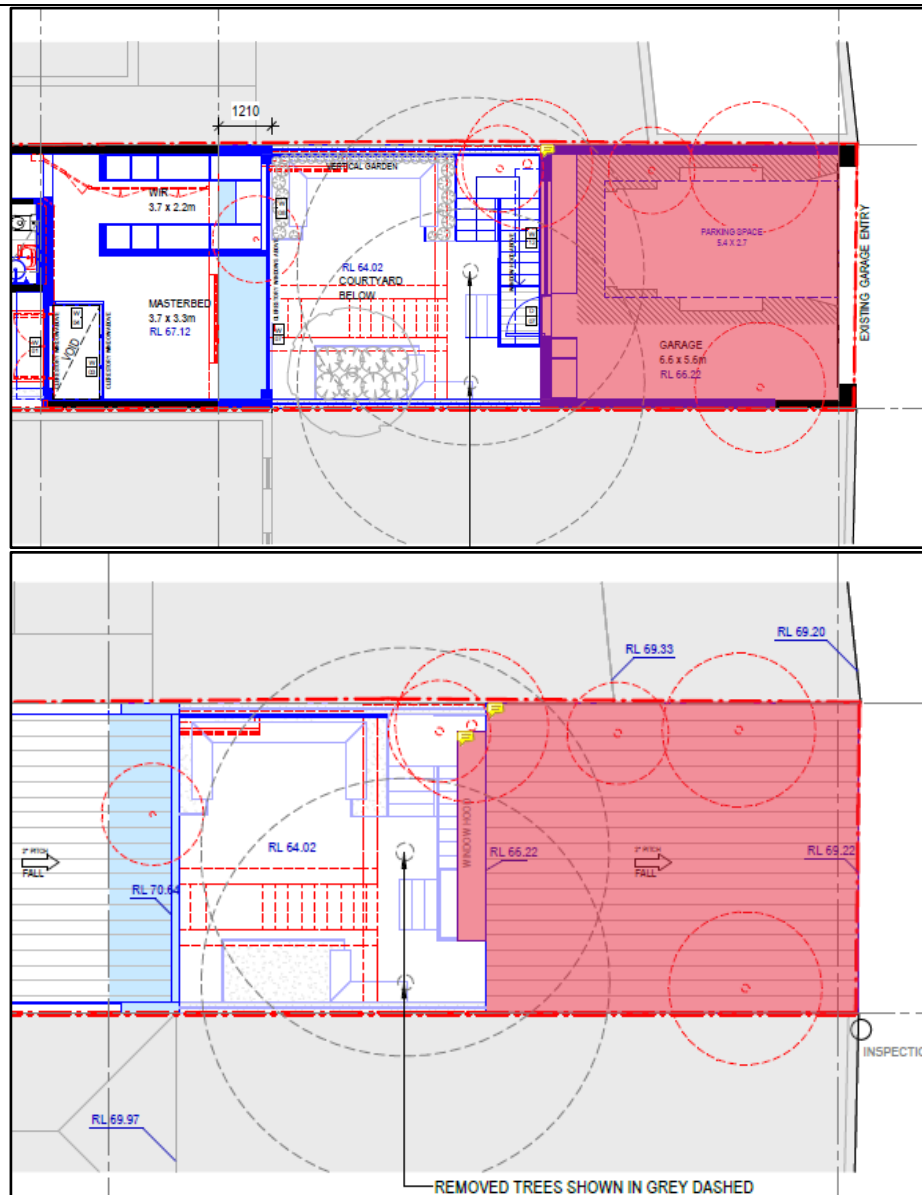 1210
VERTICAL GARDEN
WIR
3.7 x 2.2m
PARKING SPACE
5.4 X 2.7
EXISTING GARAGE ENTRY
RL 64.02
COURTYARD
BELOW
MASTERBED
3.7 x 3.3m
RL 67.12
VOID
GARAGE
6.6 x 5.6m
RL 66.22
RL 69.20
RL 69.33
WINDOW HOOD
RL 64.02
RL 66.22
RL 69.22
2° PITCH
FALL
2° PITCH
FALL
RL 70.64
INSPECTIO
RL 69.97
REMOVED TREES SHOWN IN GREY DASHED